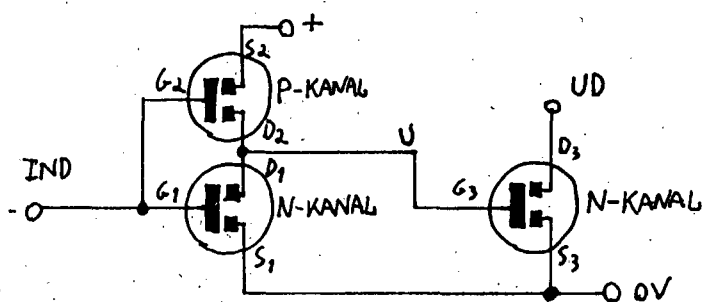 +
S2
G2
P-KANAL
UD
D2
U
D3
IND
D1
G1
N-KANAL
G3
N-KANAL
-
S1
S3
0V